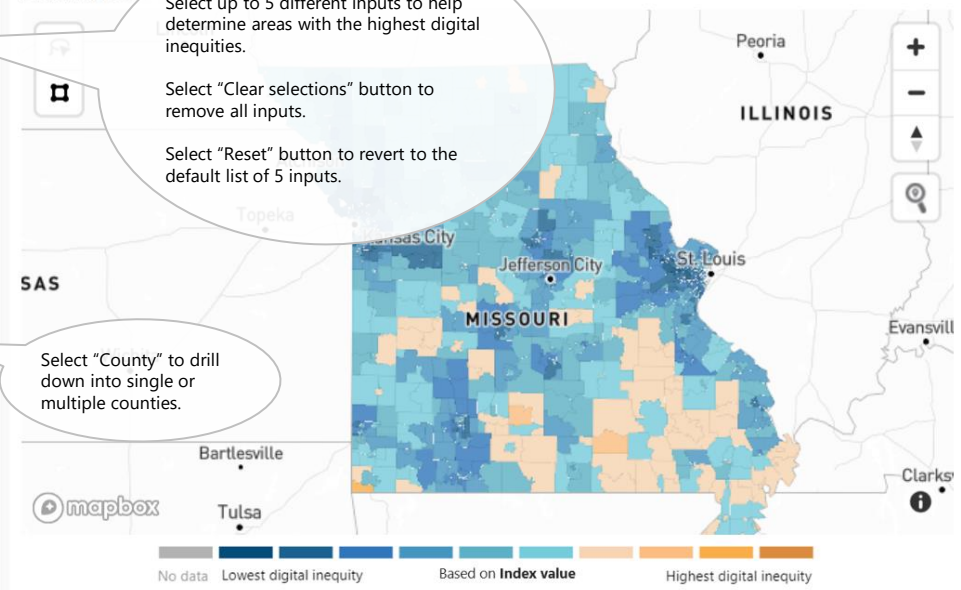 Select up to 5 different inputs to help
determine areas with the highest digital
inequities.
Select “Clear selections” button to
remove all inputs.
Select “Reset” button to revert to the
default list of 5 inputs.
Peoria
ILLINOIS
Topeka
Kansas City
Jefferson City
St. Louis
SAS
MISSOURI
Evansvill
Select “County” to drill
down into single or
multiple counties.
Bartlesville
Clarks
mapbox
Tulsa
No data
Lowest digital inequity
Based on Index value
Highest digital inequity